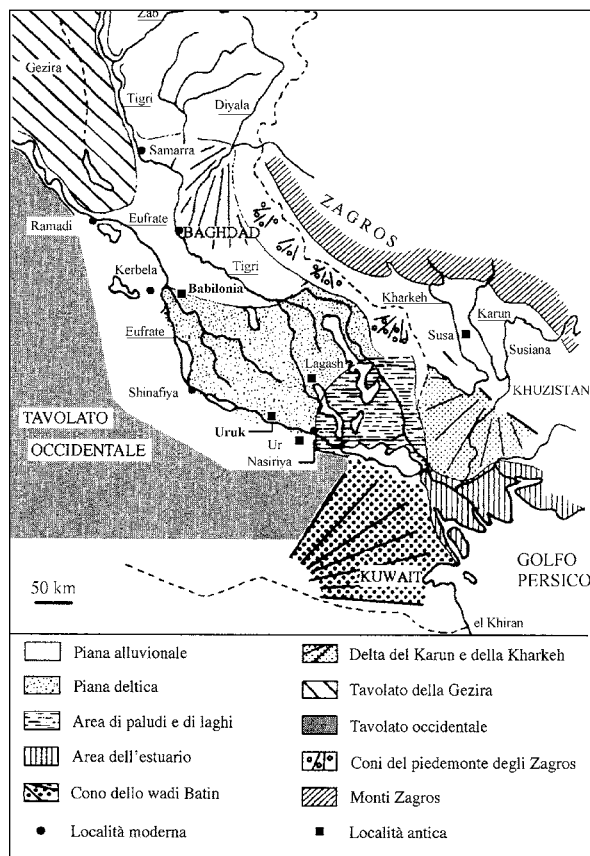 Zab
Gezira
Tigri
Diyala
Samarra
ZAGROS
Ramadi
Eufrate
BAGHDAD
Kerbela
Tigri
Babilonia
Kharkeh
Karun
Susa
Susiana
Eufrate
Lagash
Shinafiya
KHUZISTAN
TAVOLATO
OCCIDENTALE
Uruk
Ur
Nasiriya
GOLFO
PERSICO
50 km
KUWAIT
el Khiran
Piana alluvionale
Piana deltica
Area di paludi e di laghi
Area dell'estuario
Cono dello wadi Batin
Località moderna
Delta del Karun e della Kharkeh
Tavolato della Gezira
Tavolato occidentale
Coni del piedemonte degli Zagros
Monti Zagros
Località antica